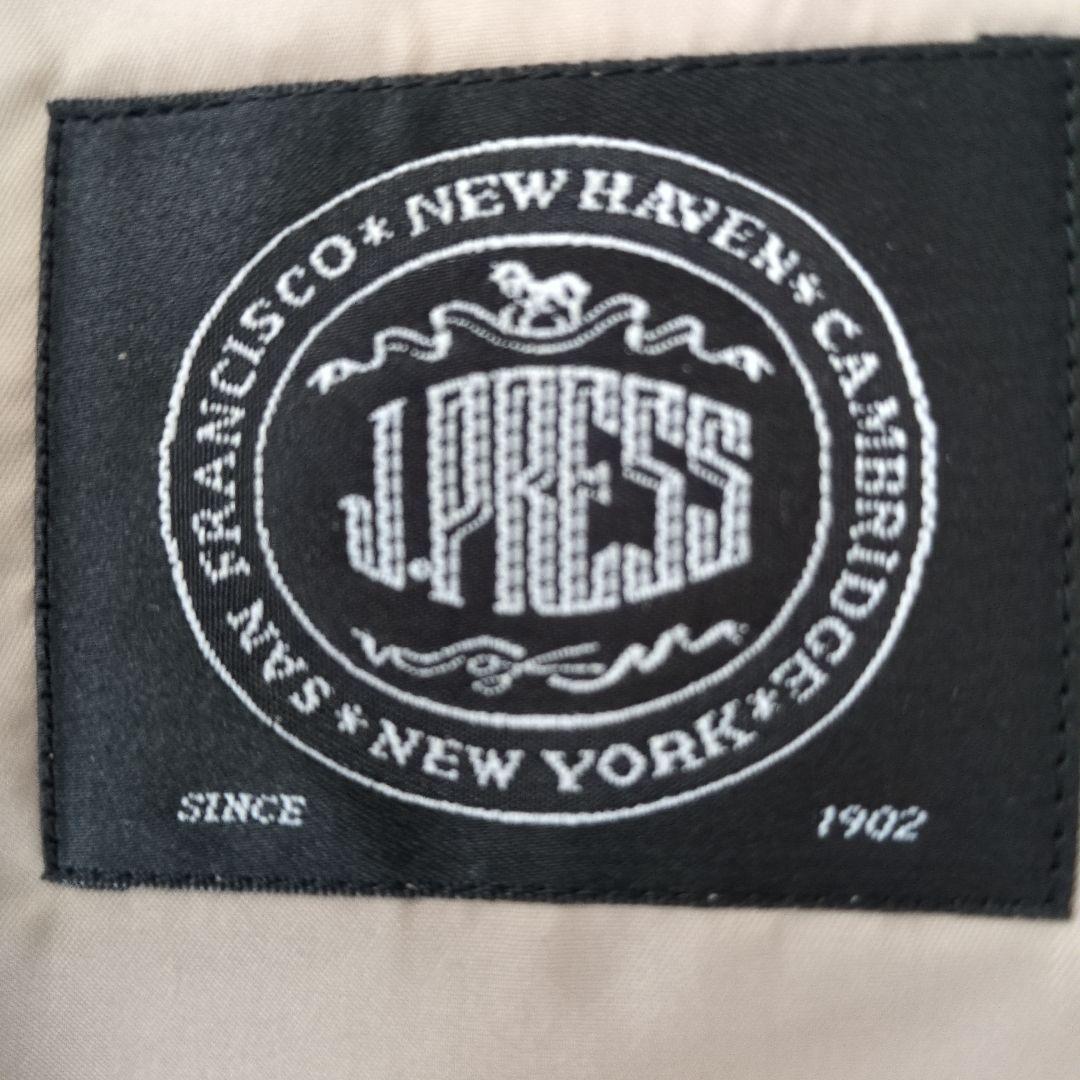 NEW HAVEN * CAMBRIDGE * NEW YORK * SAN FRANCISCO *
J.PRESS
SINCE 1902